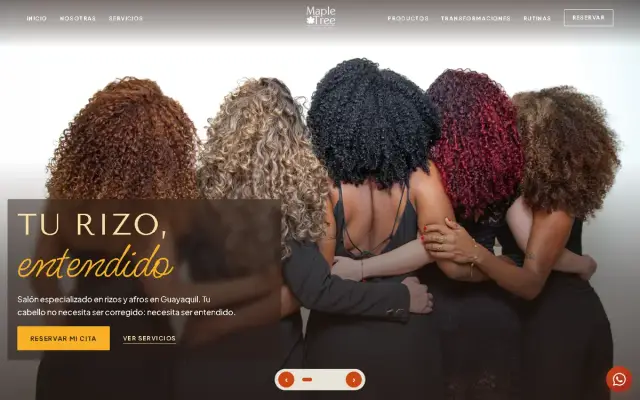 INICIO NOSOTRAS SERVICIOS
Maple Tree
PRODUCTOS TRANSFORMACIONES RUTINAS RESERVAR
TU RIZO,
entendido
Salón especializado en rizos y afros en Guayaquil. Tu
cabello no necesita ser corregido: necesita ser entendido.
RESERVAR MI CITA VER SERVICIOS